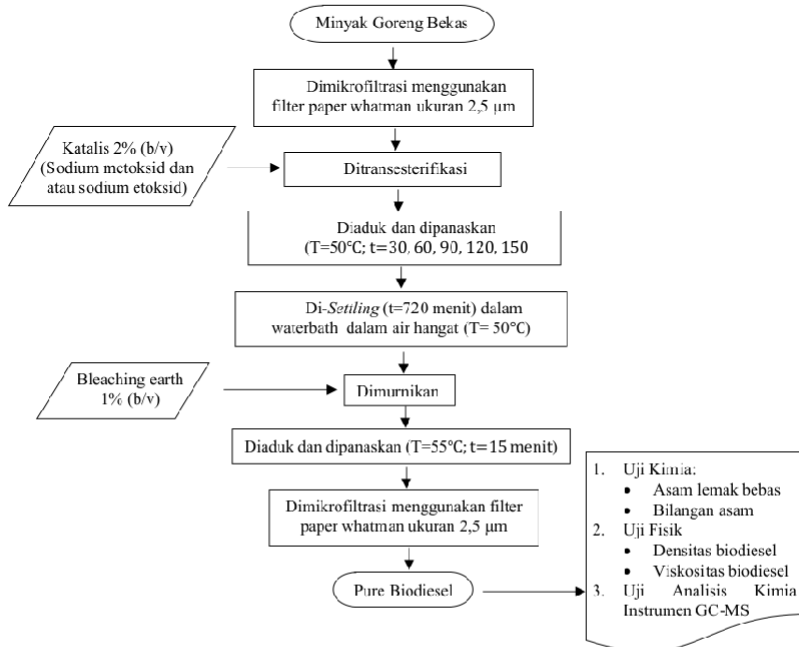 Minyak Goreng Bekas
Dimikrofiltrasi menggunakan
filter paper whatman ukuran 2,5 µm
Katalis 2% (b/v)
(Sodium metoksid dan
atau sodium etoksid)
Ditransesterifikasi
Diaduk dan dipanaskan
(T=50℃; t=30, 60, 90, 120, 150
Di-Settling (t=720 menit) dalam
waterbath dalam air hangat (T= 50°C)
Bleaching earth
1% (b/v)
Dimurnikan
Diaduk dan dipanaskan (T=55℃; t=15 menit)
Dimikrofiltrasi menggunakan filter
paper whatman ukuran 2,5 µm
Pure Biodiesel
1. Uji Kimia:
• Asam lemak bebas
• Bilangan asam
2. Uji Fisik
• Densitas biodiesel
• Viskositas biodiesel
3. Uji Analisis Kimia
Instrumen GC-MS